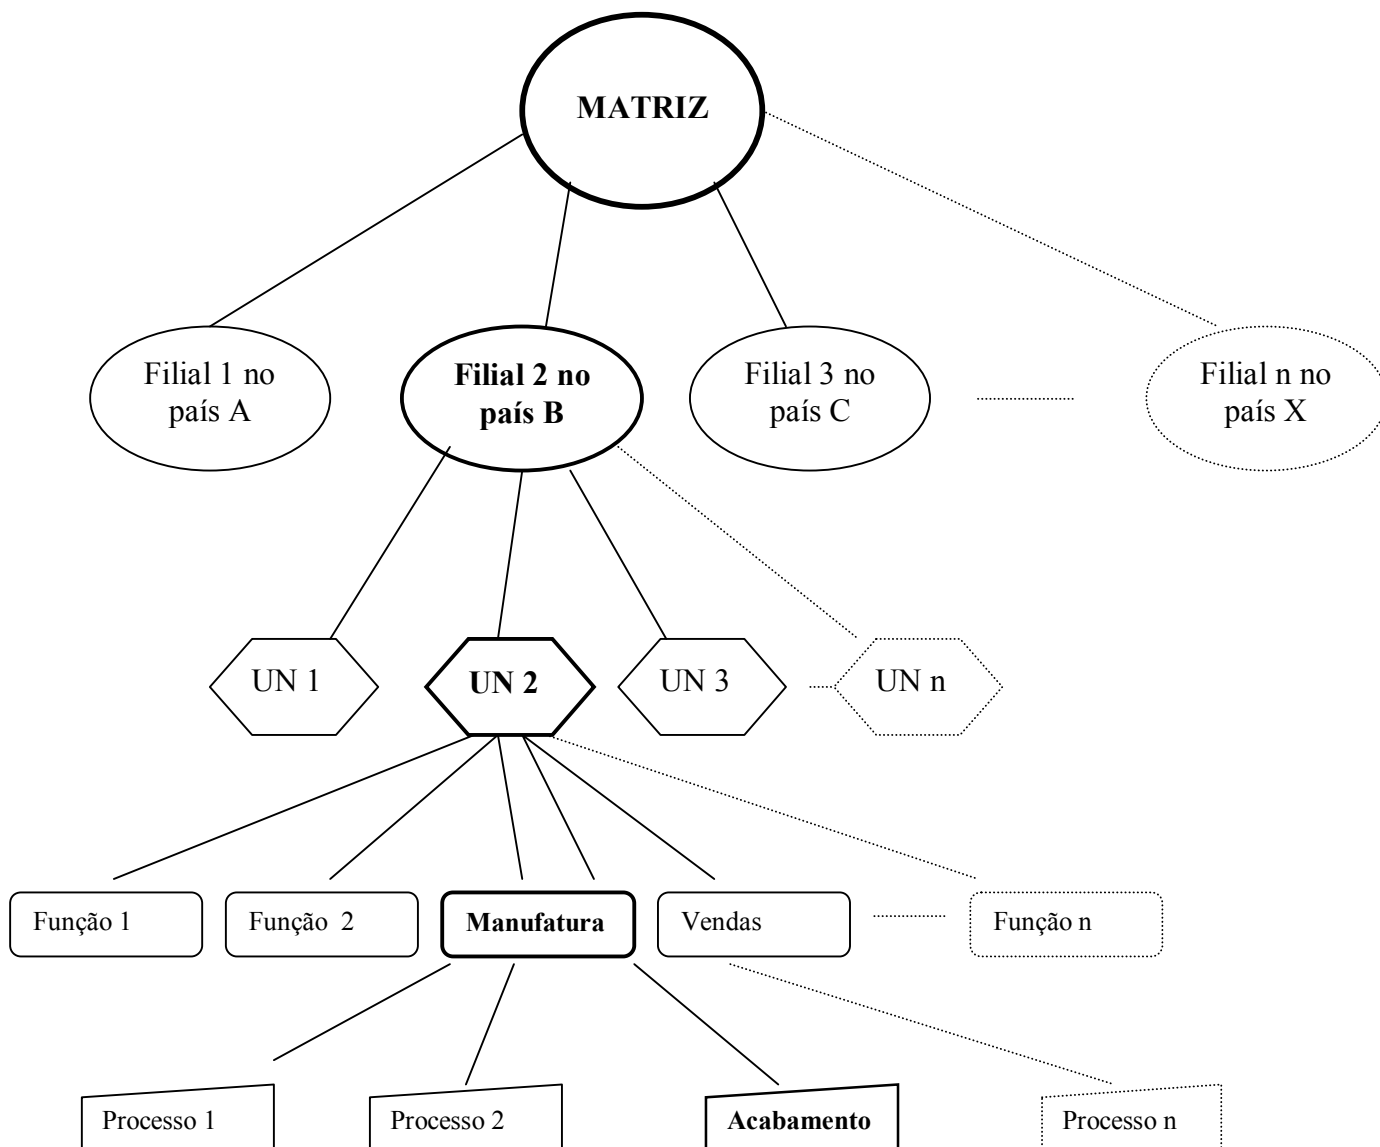 MATRIZ
Filial 1 no
país A
Filial 2 no
país B
Filial 3 no
país C
Filial n no
país X
UN 1
UN 2
UN 3
UN n
Função 1
Função 2
Manufatura
Vendas
Função n
Processo 1
Processo 2
Acabamento
Processo n